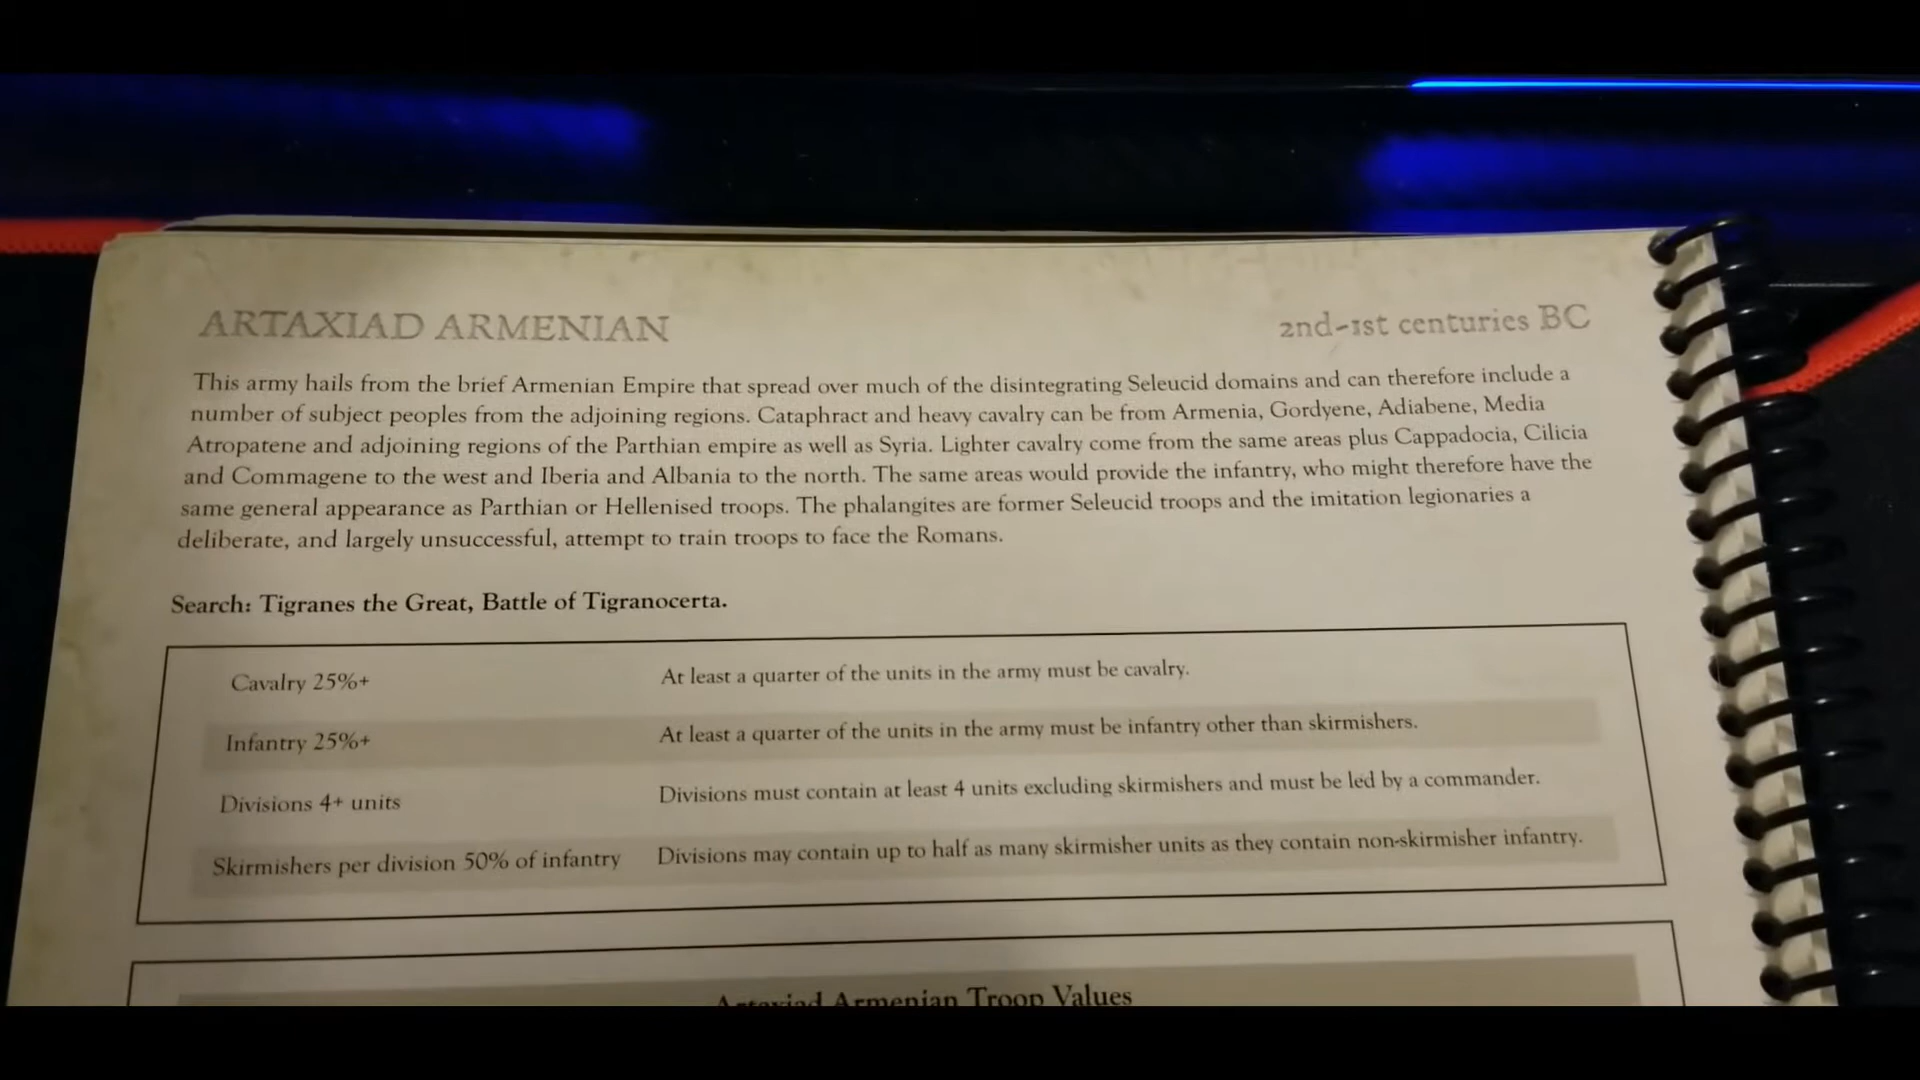 ARTAXIAD ARMENIAN 2nd-1st centuries BC
This army hails from the brief Armenian Empire that spread over much of the disintegrating Seleucid domains and can therefore include a
number of subject peoples from the adjoining regions. Cataphract and heavy cavalry can be from Armenia, Gordyene, Adiabene, Media
Atropatene and adjoining regions of the Parthian empire as well as Syria. Lighter cavalry come from the same areas plus Cappadocia, Cilicia
and Commagene to the west and Iberia and Albania to the north. The same areas would provide the infantry, who might therefore have the
same general appearance as Parthian or Hellenised troops. The phalangites are former Seleucid troops and the imitation legionaries a
deliberate, and largely unsuccessful, attempt to train troops to face the Romans.
Search: Tigranes the Great, Battle of Tigranocerta.
Cavalry 25%+ At least a quarter of the units in the army must be cavalry.
Infantry 25%+ At least a quarter of the units in the army must be infantry other than skirmishers.
Divisions 4+ units Divisions must contain at least 4 units excluding skirmishers and must be led by a commander.
Skirmishers per division 50% of infantry Divisions may contain up to half as many skirmisher units as they contain non-skirmisher infantry.
Artaxiad Armenian Troop Values